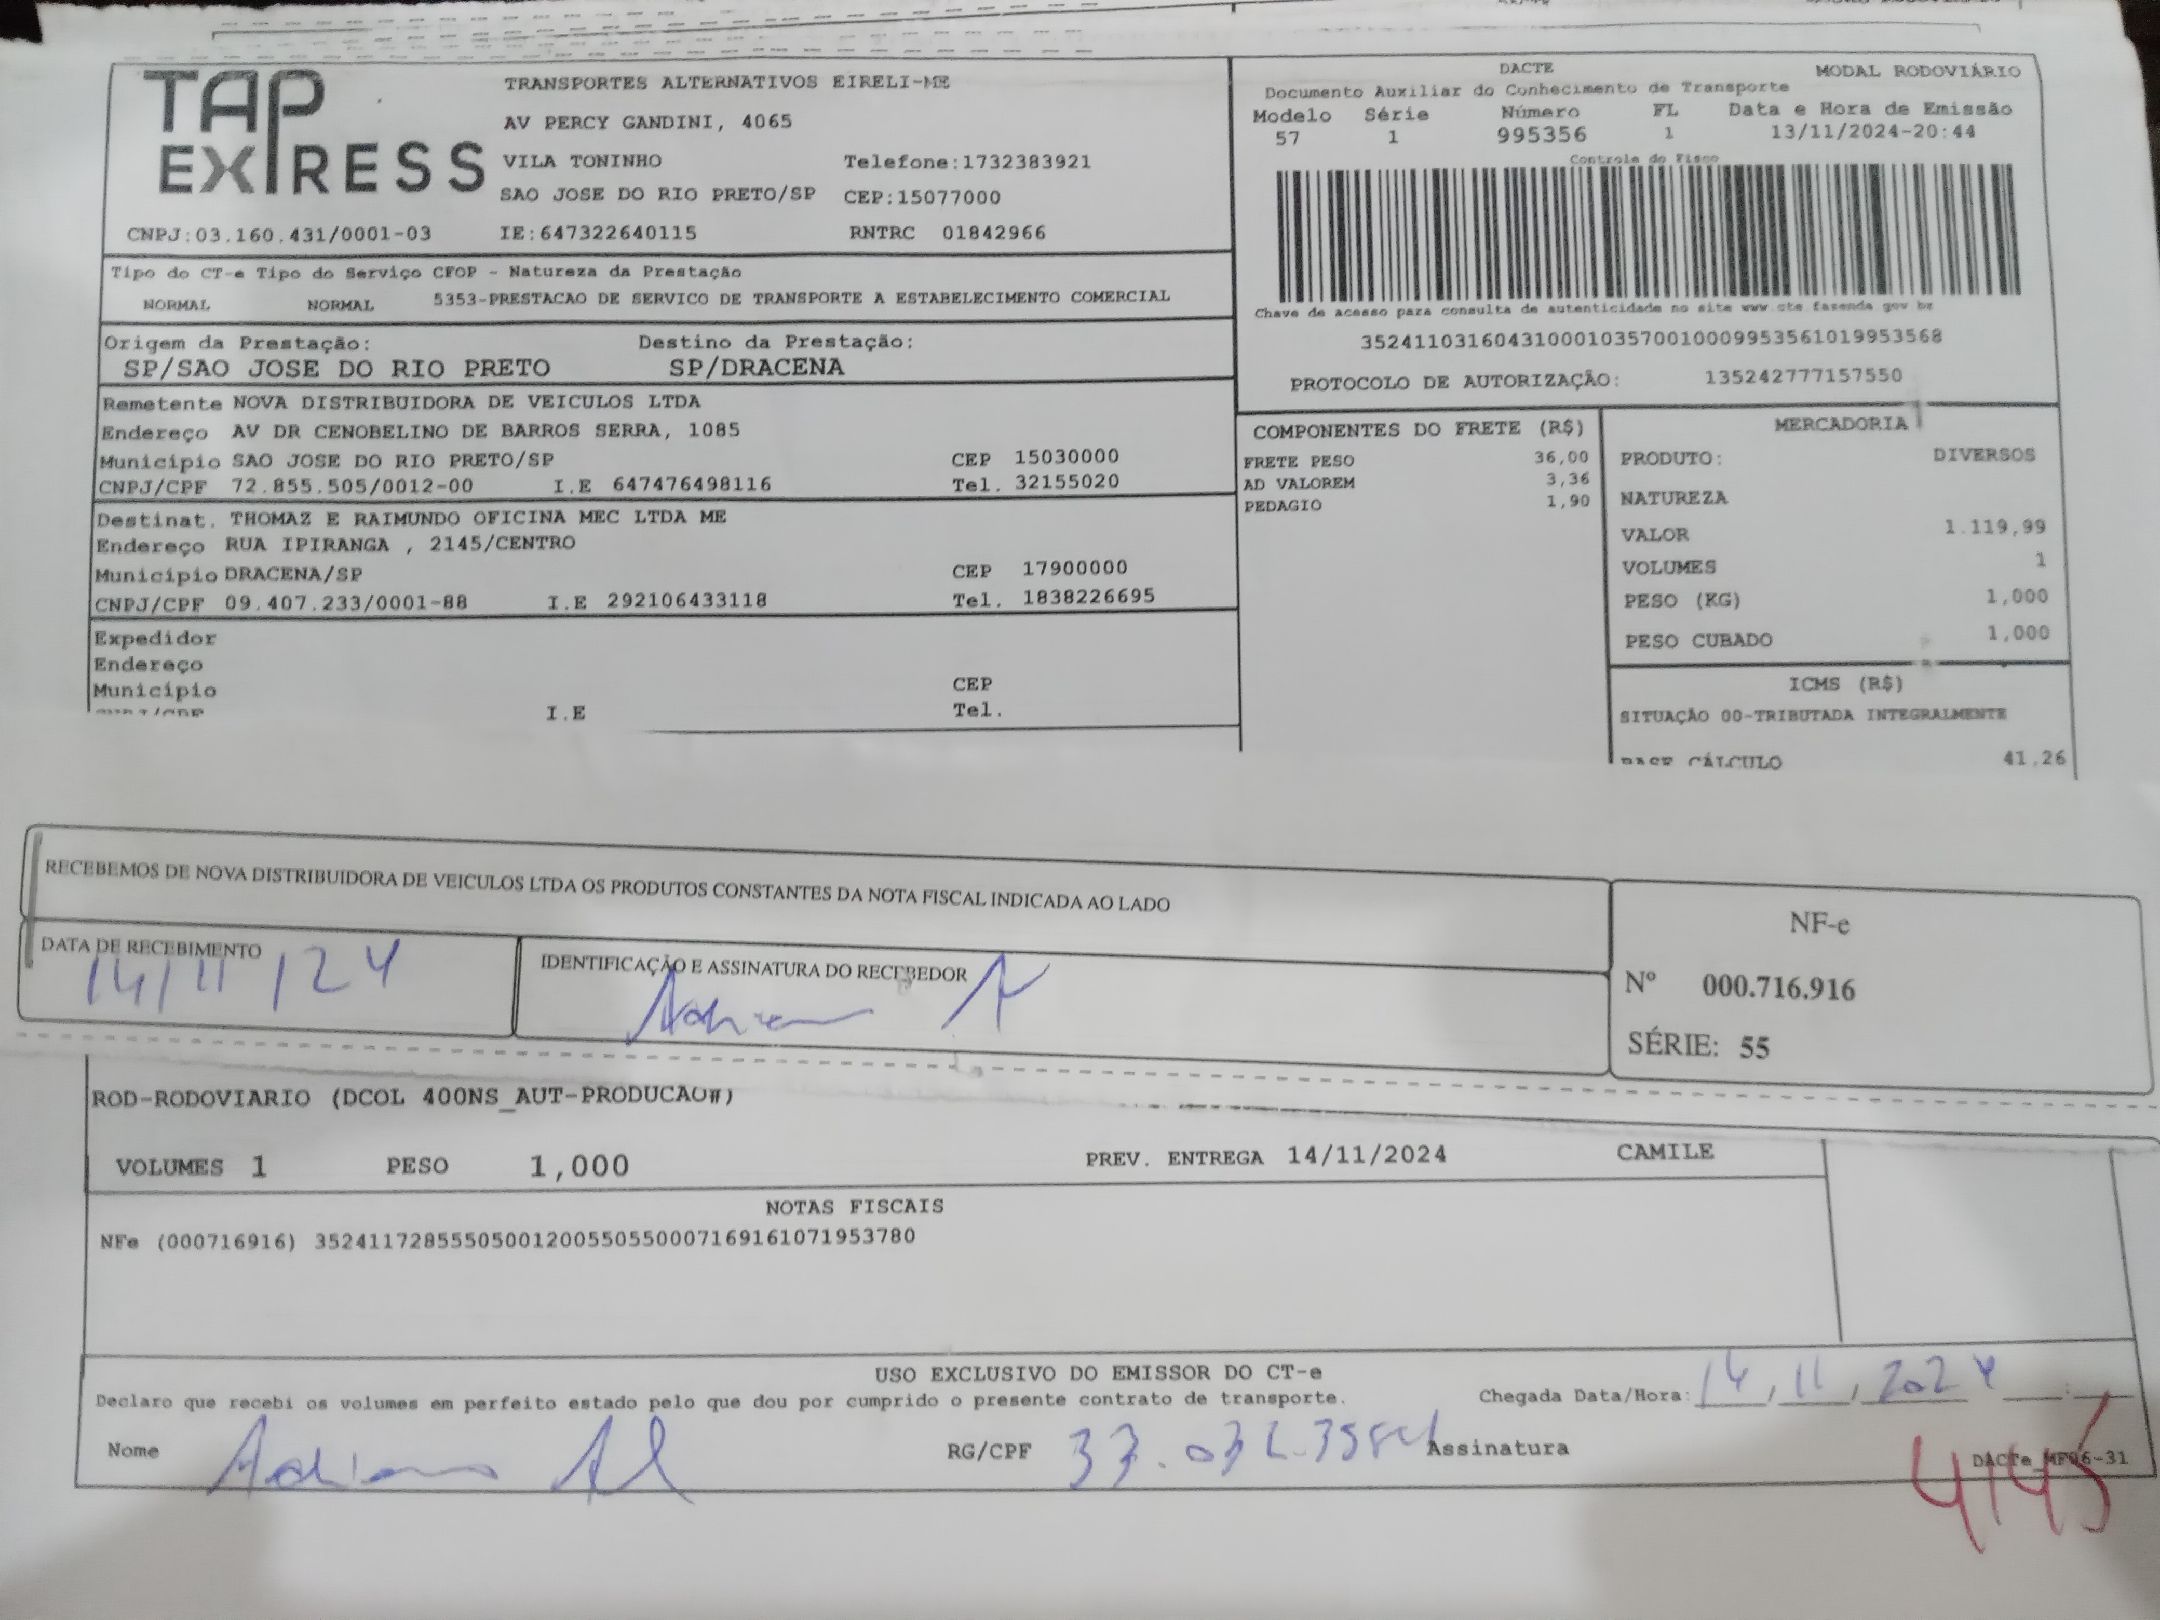 TAP EXPRESS
TRANSPORTES ALTERNATIVOS EIRELI-ME
AV PERCY GANDINI, 4065
VILA TONINHO Telefone:1732383921
SAO JOSE DO RIO PRETO/SP CEP:15077000
CNPJ:03.160.431/0001-03 IE:647322640115 RNTRC 01842966
DACTE MODAL RODOVIÁRIO
Documento Auxiliar do Conhecimento de Transporte
Modelo Série Número FL Data e Hora de Emissão
57 1 995356 1 13/11/2024-20:44
Controle do Fisco
Chave de acesso para consulta de autenticidade no site www.cte.fazenda.gov.br
35241103160431000103570010009953561019953568
PROTOCOLO DE AUTORIZAÇÃO: 135242777157550
Tipo do CT-e Tipo do Serviço CFOP - Natureza da Prestação
NORMAL NORMAL 5353-PRESTACAO DE SERVICO DE TRANSPORTE A ESTABELECIMENTO COMERCIAL
Origem da Prestação: Destino da Prestação:
SP/SAO JOSE DO RIO PRETO SP/DRACENA
Remetente NOVA DISTRIBUIDORA DE VEICULOS LTDA
Endereço AV DR CENOBELINO DE BARROS SERRA, 1085
Município SAO JOSE DO RIO PRETO/SP CEP 15030000
CNPJ/CPF 72.855.505/0012-00 I.E 647476498116 Tel. 32155020
Destinat. THOMAZ E RAIMUNDO OFICINA MEC LTDA ME
Endereço RUA IPIRANGA , 2145/CENTRO
Município DRACENA/SP CEP 17900000
CNPJ/CPF 09.407.233/0001-88 I.E 292106433118 Tel. 1838226695
Expedidor
Endereço
Município CEP
CNPJ/CPF I.E Tel.
COMPONENTES DO FRETE (R$)
FRETE PESO 36,00
AD VALOREM 3,36
PEDAGIO 1,90
MERCADORIA
PRODUTO: DIVERSOS
NATUREZA
VALOR 1.119,99
VOLUMES 1
PESO (KG) 1,000
PESO CUBADO 1,000
ICMS (R$)
SITUAÇÃO 00-TRIBUTADA INTEGRALMENTE
BASE CÁLCULO 41,26
RECEBEMOS DE NOVA DISTRIBUIDORA DE VEICULOS LTDA OS PRODUTOS CONSTANTES DA NOTA FISCAL INDICADA AO LADO
DATA DE RECEBIMENTO
14/11/24
IDENTIFICAÇÃO E ASSINATURA DO RECEBEDOR
NF-e
Nº 000.716.916
SÉRIE: 55
ROD-RODOVIARIO (DCOL 400NS_AUT-PRODUCAO#)
VOLUMES 1 PESO 1,000 PREV. ENTREGA 14/11/2024 CAMILE
NOTAS FISCAIS
NFe (000716916) 35241172855505001200550550007169161071953780
USO EXCLUSIVO DO EMISSOR DO CT-e
Declaro que recebi os volumes em perfeito estado pelo que dou por cumprido o presente contrato de transporte. Chegada Data/Hora: 14/11/2024
Nome Adriano RG/CPF Assinatura
4145